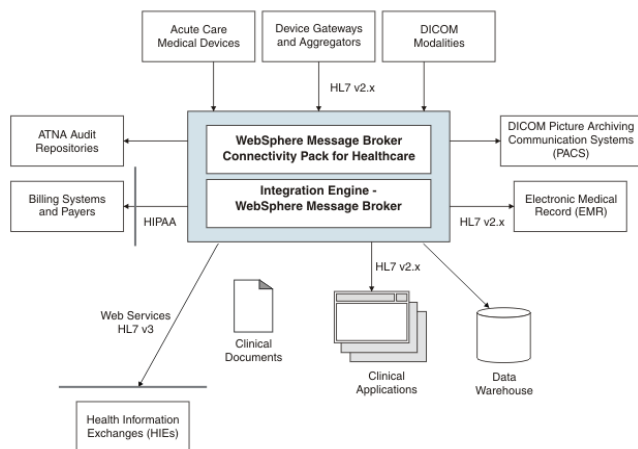 Acute Care
Medical Devices
Device Gateways
and Aggregators
DICOM
Modalities
HL7 v2.x
ATNA Audit
Repositories
WebSphere Message Broker
Connectivity Pack for Healthcare
DICOM Picture Archiving
Communication Systems
(PACS)
Billing Systems
and Payers
HIPAA
Integration Engine -
WebSphere Message Broker
HL7 v2.x
Electronic Medical
Record (EMR)
HL7 v2.x
Web Services
HL7 v3
Clinical
Documents
Clinical
Applications
Data
Warehouse
Health Information
Exchanges (HIEs)